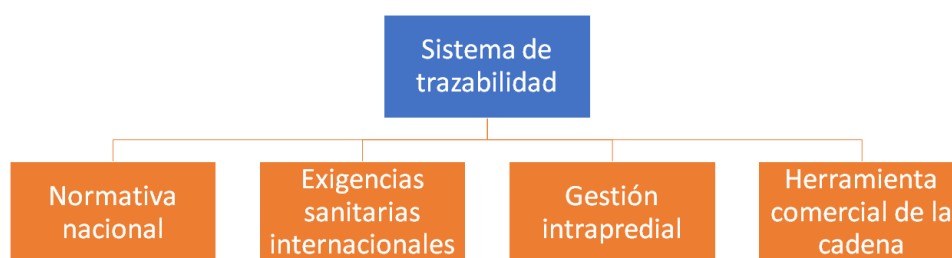 Sistema de
trazabilidad
Normativa
nacional
Exigencias
sanitarias
internacionales
Gestión
intrapredial
Herramienta
comercial de la
cadena